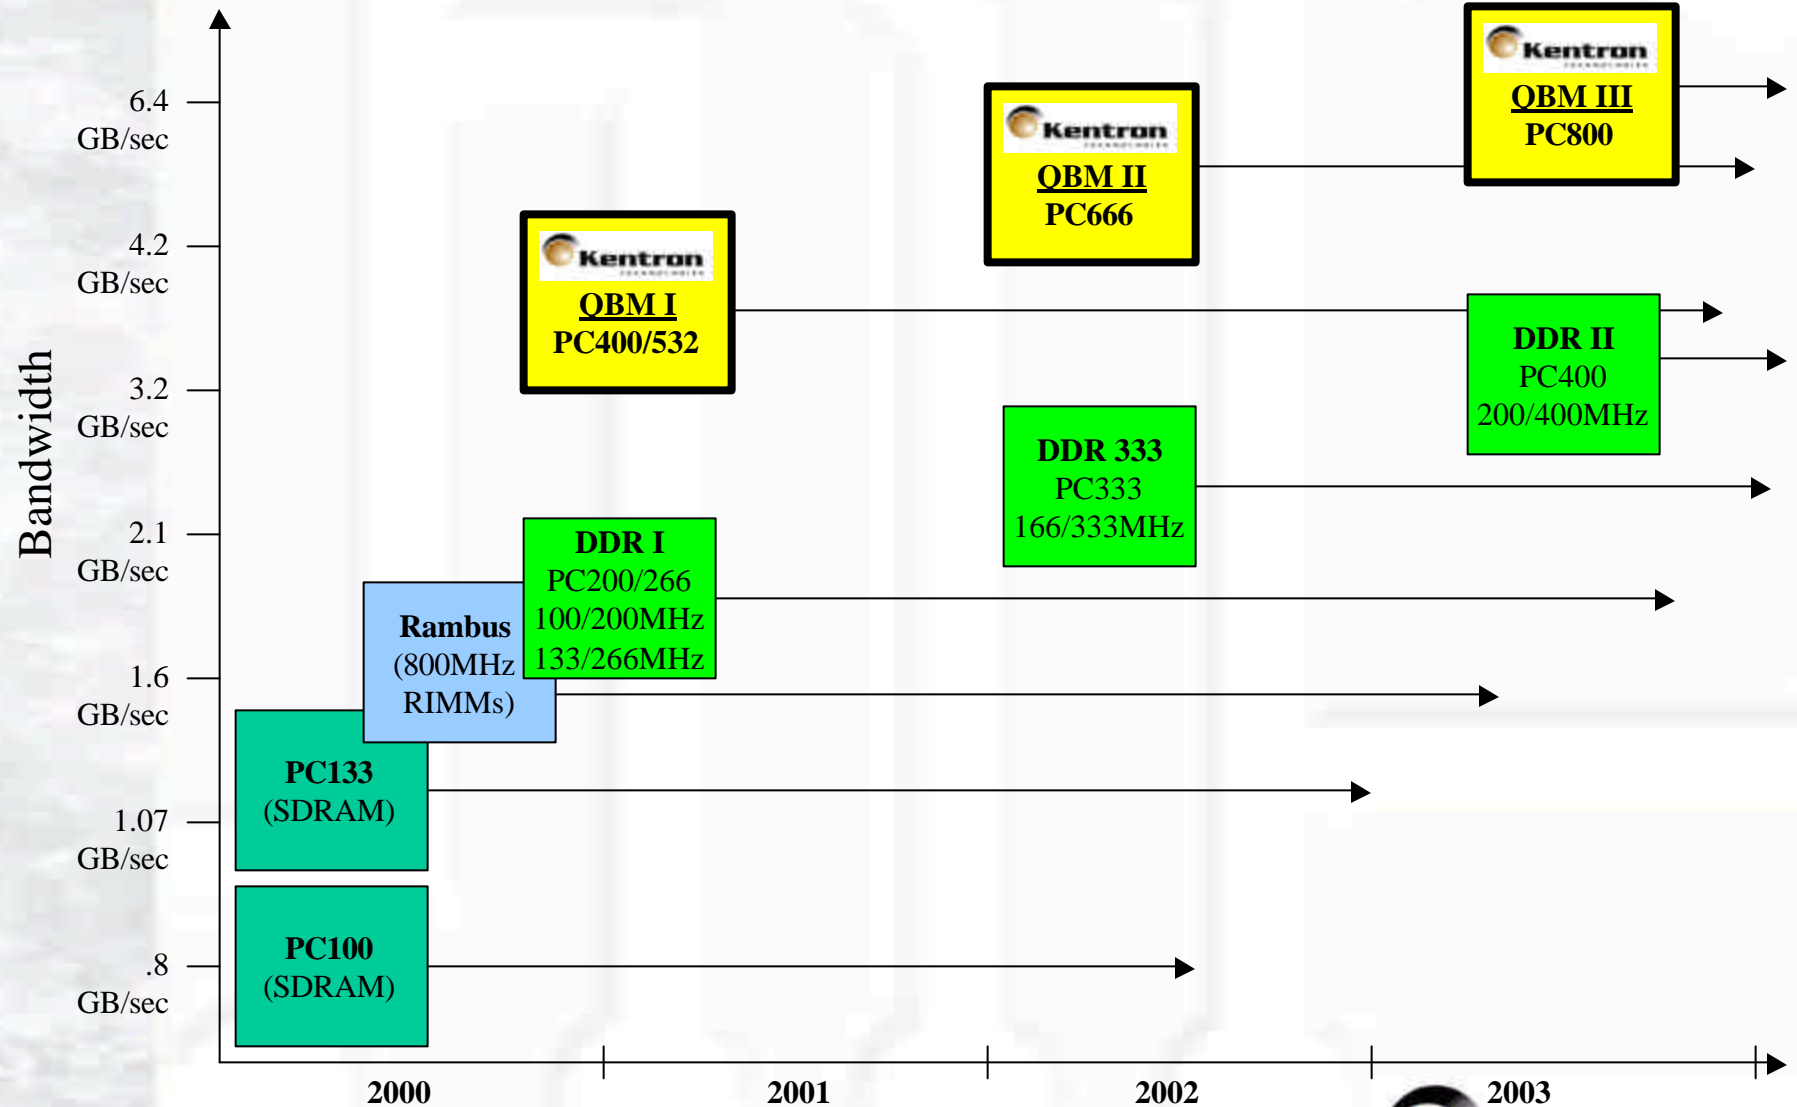 Kentron
QBM III
PC800
6.4
GB/sec
Kentron
QBM II
PC666
4.2
GB/sec
Kentron
QBM I
PC400/532
DDR II
PC400
200/400MHz
3.2
GB/sec
DDR 333
PC333
166/333MHz
Bandwidth
2.1
GB/sec
DDR I
PC200/266
100/200MHz
133/266MHz
Rambus
(800MHz
RIMMs)
1.6
GB/sec
PC133
(SDRAM)
1.07
GB/sec
PC100
(SDRAM)
.8
GB/sec
2000
2001
2002
2003